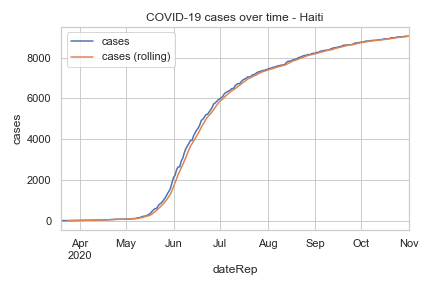 COVID-19 cases over time - Haiti
cases
cases (rolling)
8000
6000
4000
2000
0
cases
Apr
2020
May
Jun
Jul
Aug
Sep
Oct
Nov
dateRep